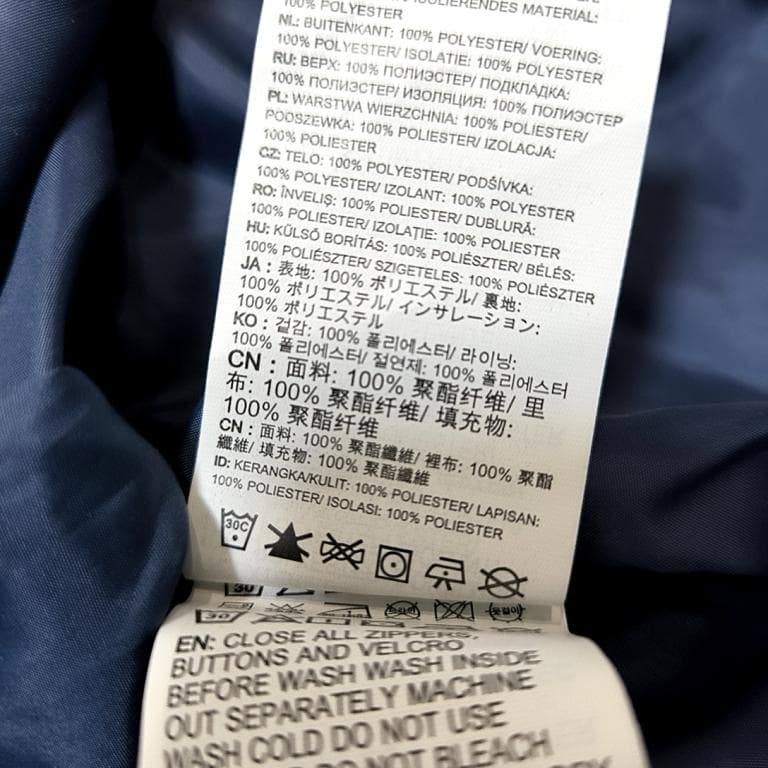 100% POLYESTER
ISOLIERENDES MATERIAL:
NL: BUITENKANT: 100% POLYESTER/ VOERING:
100% POLYESTER/ ISOLATIE: 100% POLYESTER
RU: ВЕРХ: 100% ПОЛИЭСТЕР/ ПОДКЛАДКА:
100% ПОЛИЭСТЕР/ ИЗОЛЯЦИЯ: 100% ПОЛИЭСТЕР
PL: WARSTWA WIERZCHNIA: 100% POLIESTER/
PODSZEWKA: 100% POLIESTER/ IZOLACJA:
100% POLIESTER
CZ: TELO: 100% POLYESTER/ PODŠÍVKA:
100% POLYESTER/ IZOLANT: 100% POLYESTER
RO: ÎNVELIŞ: 100% POLIESTER/ DUBLURĂ:
100% POLIESTER/ IZOLAŢIE: 100% POLIESTER
HU: KÜLSŐ BORÍTÁS: 100% POLIÉSZTER/ BÉLÉS:
100% POLIÉSZTER/ SZIGETELES: 100% POLIÉSZTER
JA : 表地: 100% ポリエステル/ 裏地:
100% ポリエステル/ インサレーション:
100% ポリエステル
KO : 겉감: 100% 폴리에스터/ 라이닝:
100% 폴리에스터/ 절연제: 100% 폴리에스터
CN : 面料: 100% 聚酯纤维/ 里
布: 100% 聚酯纤维/ 填充物:
100% 聚酯纤维
CN : 面料: 100% 聚酯纖維/ 裡布: 100% 聚酯
纖維/ 填充物: 100% 聚酯纖維
ID: KERANGKA/KULIT: 100% POLIESTER/ LAPISAN:
100% POLIESTER/ ISOLASI: 100% POLIESTER
30C
30
30
EN: CLOSE ALL ZIPPERS,
BUTTONS AND VELCRO
BEFORE WASH WASH INSIDE
OUT SEPARATELY MACHINE
WASH COLD DO NOT USE
DO NOT BLEACH